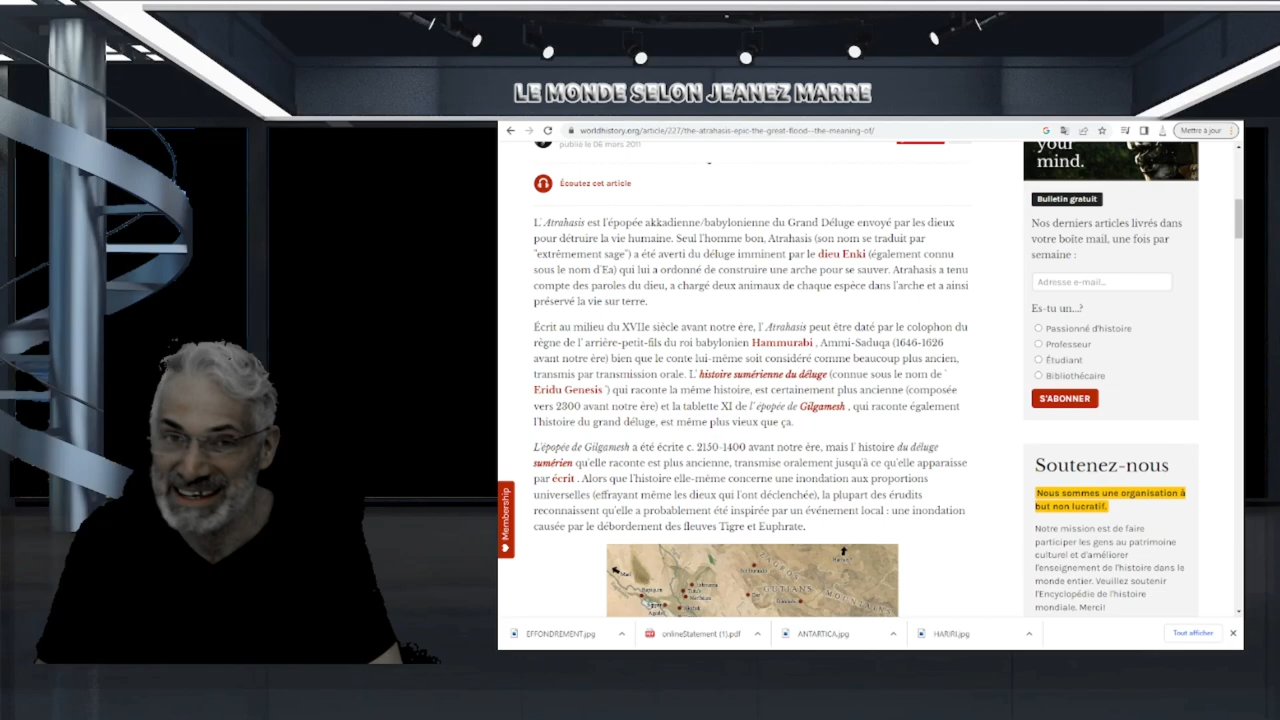 LE MONDE SELON JEANEZ MARRE
worldhistory.org/article/227/the-atrahasis-epic-the-great-flood--the-meaning-of/
Mettre à jour
publié le 06 mars 2011
Écoutez cet article
L' Atrahasis est l'épopée akkadienne/babylonienne du Grand Déluge envoyé par les dieux
pour détruire la vie humaine. Seul l'homme bon, Atrahasis (son nom se traduit par
"extrêmement sage") a été averti du déluge imminent par le dieu Enki (également connu
sous le nom d'Ea) qui lui a ordonné de construire une arche pour se sauver. Atrahasis a tenu
compte des paroles du dieu, a chargé deux animaux de chaque espèce dans l'arche et a ainsi
préservé la vie sur terre.
Écrit au milieu du XVIIe siècle avant notre ère, l' Atrahasis peut être daté par le colophon du
règne de l' arrière-petit-fils du roi babylonien Hammurabi , Ammi-Saduqa (1646-1626
avant notre ère) bien que le conte lui-même soit considéré comme beaucoup plus ancien,
transmis par transmission orale. L' histoire sumérienne du déluge (connue sous le nom de `
Eridu Genesis `) qui raconte la même histoire, est certainement plus ancienne (composée
vers 2300 avant notre ère) et la tablette XI de l' épopée de Gilgamesh , qui raconte également
l'histoire du grand déluge, est même plus vieux que ça.
L'épopée de Gilgamesh a été écrite c. 2150-1400 avant notre ère, mais l' histoire du déluge
sumérien qu'elle raconte est plus ancienne, transmise oralement jusqu'à ce qu'elle apparaisse
par écrit . Alors que l'histoire elle-même concerne une inondation aux proportions
universelles (effrayant même les dieux qui l'ont déclenchée), la plupart des érudits
reconnaissent qu'elle a probablement été inspirée par un événement local : une inondation
causée par le débordement des fleuves Tigre et Euphrate.
GUTIANS
Membership
your
mind.
Bulletin gratuit
Nos derniers articles livrés dans
votre boîte mail, une fois par
semaine :
Adresse e-mail...
Es-tu un...?
Passionné d'histoire
Professeur
Étudiant
Bibliothécaire
S'ABONNER
Soutenez-nous
Nous sommes une organisation à
but non lucratif.
Notre mission est de faire
participer les gens au patrimoine
culturel et d'améliorer
l'enseignement de l'histoire dans le
monde entier. Veuillez soutenir
l'Encyclopédie de l'histoire
mondiale. Merci!
EFFONDREMENT.jpg
onlineStatement (1).pdf
ANTARTICA.jpg
HARIRI.jpg
Tout afficher